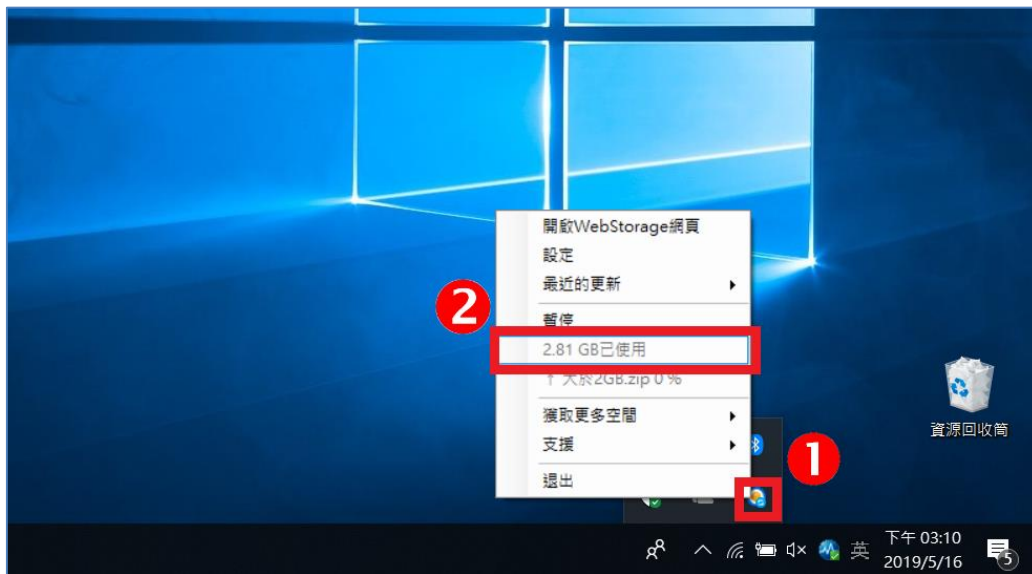 開啟WebStorage網頁
設定
最近的更新
暫停
2
2.81 GB已使用
↑ 大於2GB.zip 0 %
獲取更多空間
支援
退出
1
資源回收筒
英
下午 03:10
2019/5/16
5